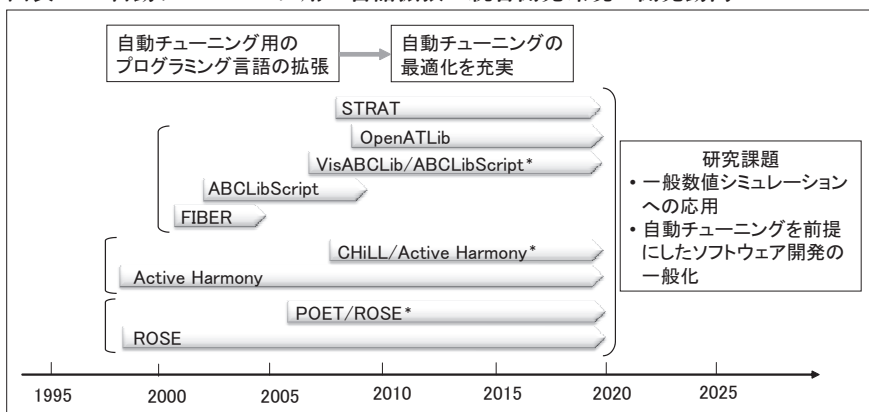 自動チューニング用の
プログラミング言語の拡張
自動チューニングの
最適化を充実
STRAT
OpenATLib
VisABCLib/ABCLibScript*
ABCLibScript
FIBER
CHiLL/Active Harmony*
Active Harmony
POET/ROSE*
ROSE
研究課題
• 一般数値シミュレーション
への応用
• 自動チューニングを前提
にしたソフトウェア開発の
一般化
1995 2000 2005 2010 2015 2020 2025